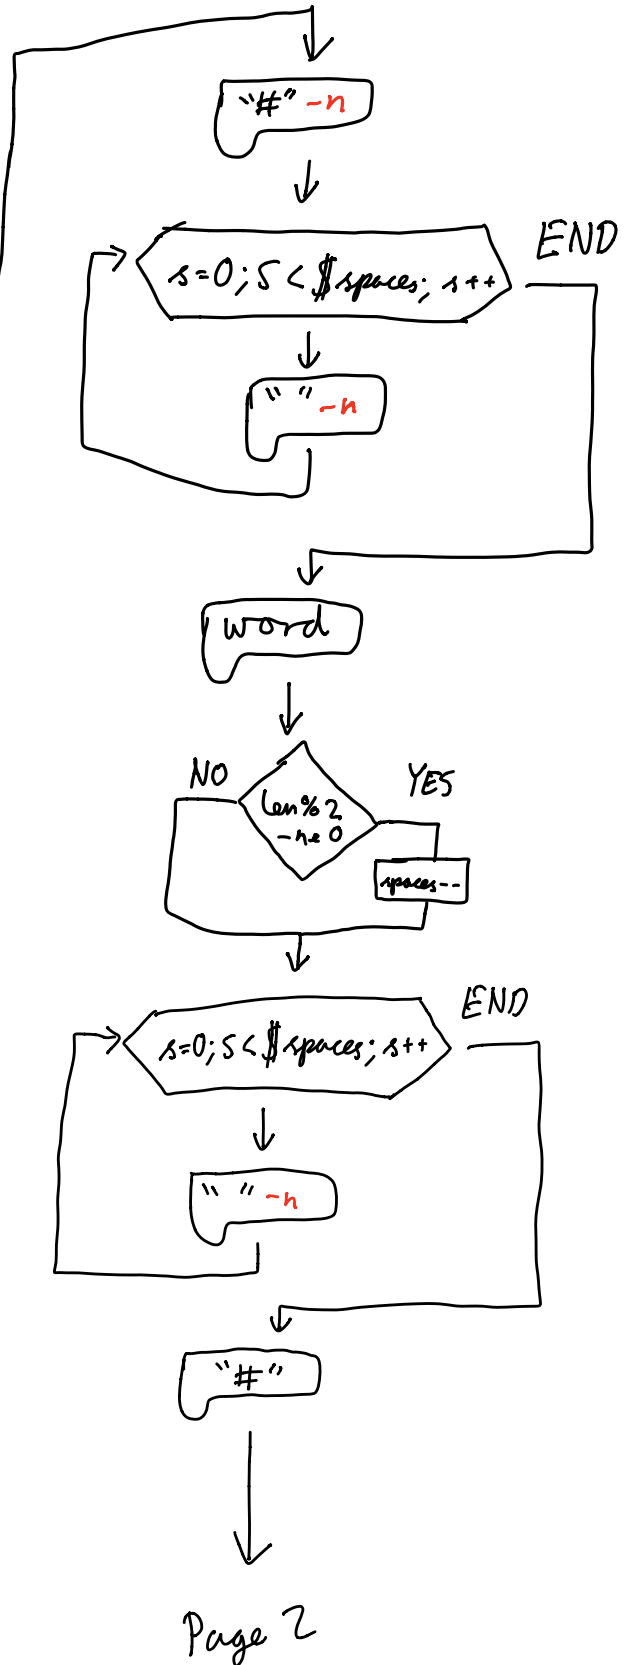 "#" -n
END
s=0; S < $spaces; s++
" " -n
word
NO
YES
len%2
-ne 0
spaces--
END
s=0; S < $spaces; s++
" " -n
"#"
Page 2